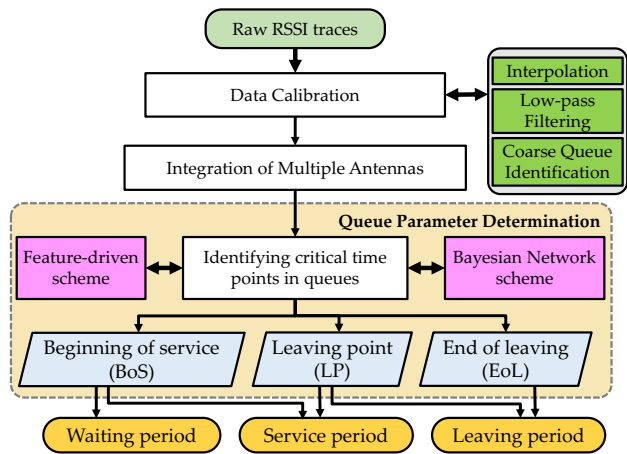 Raw RSSI traces
Data Calibration
Interpolation
Low-pass
Filtering
Coarse Queue
Identification
Integration of Multiple Antennas
Queue Parameter Determination
Feature-driven
scheme
Identifying critical time
points in queues
Bayesian Network
scheme
Beginning of service
(BoS)
Leaving point
(LP)
End of leaving
(EoL)
Waiting period
Service period
Leaving period